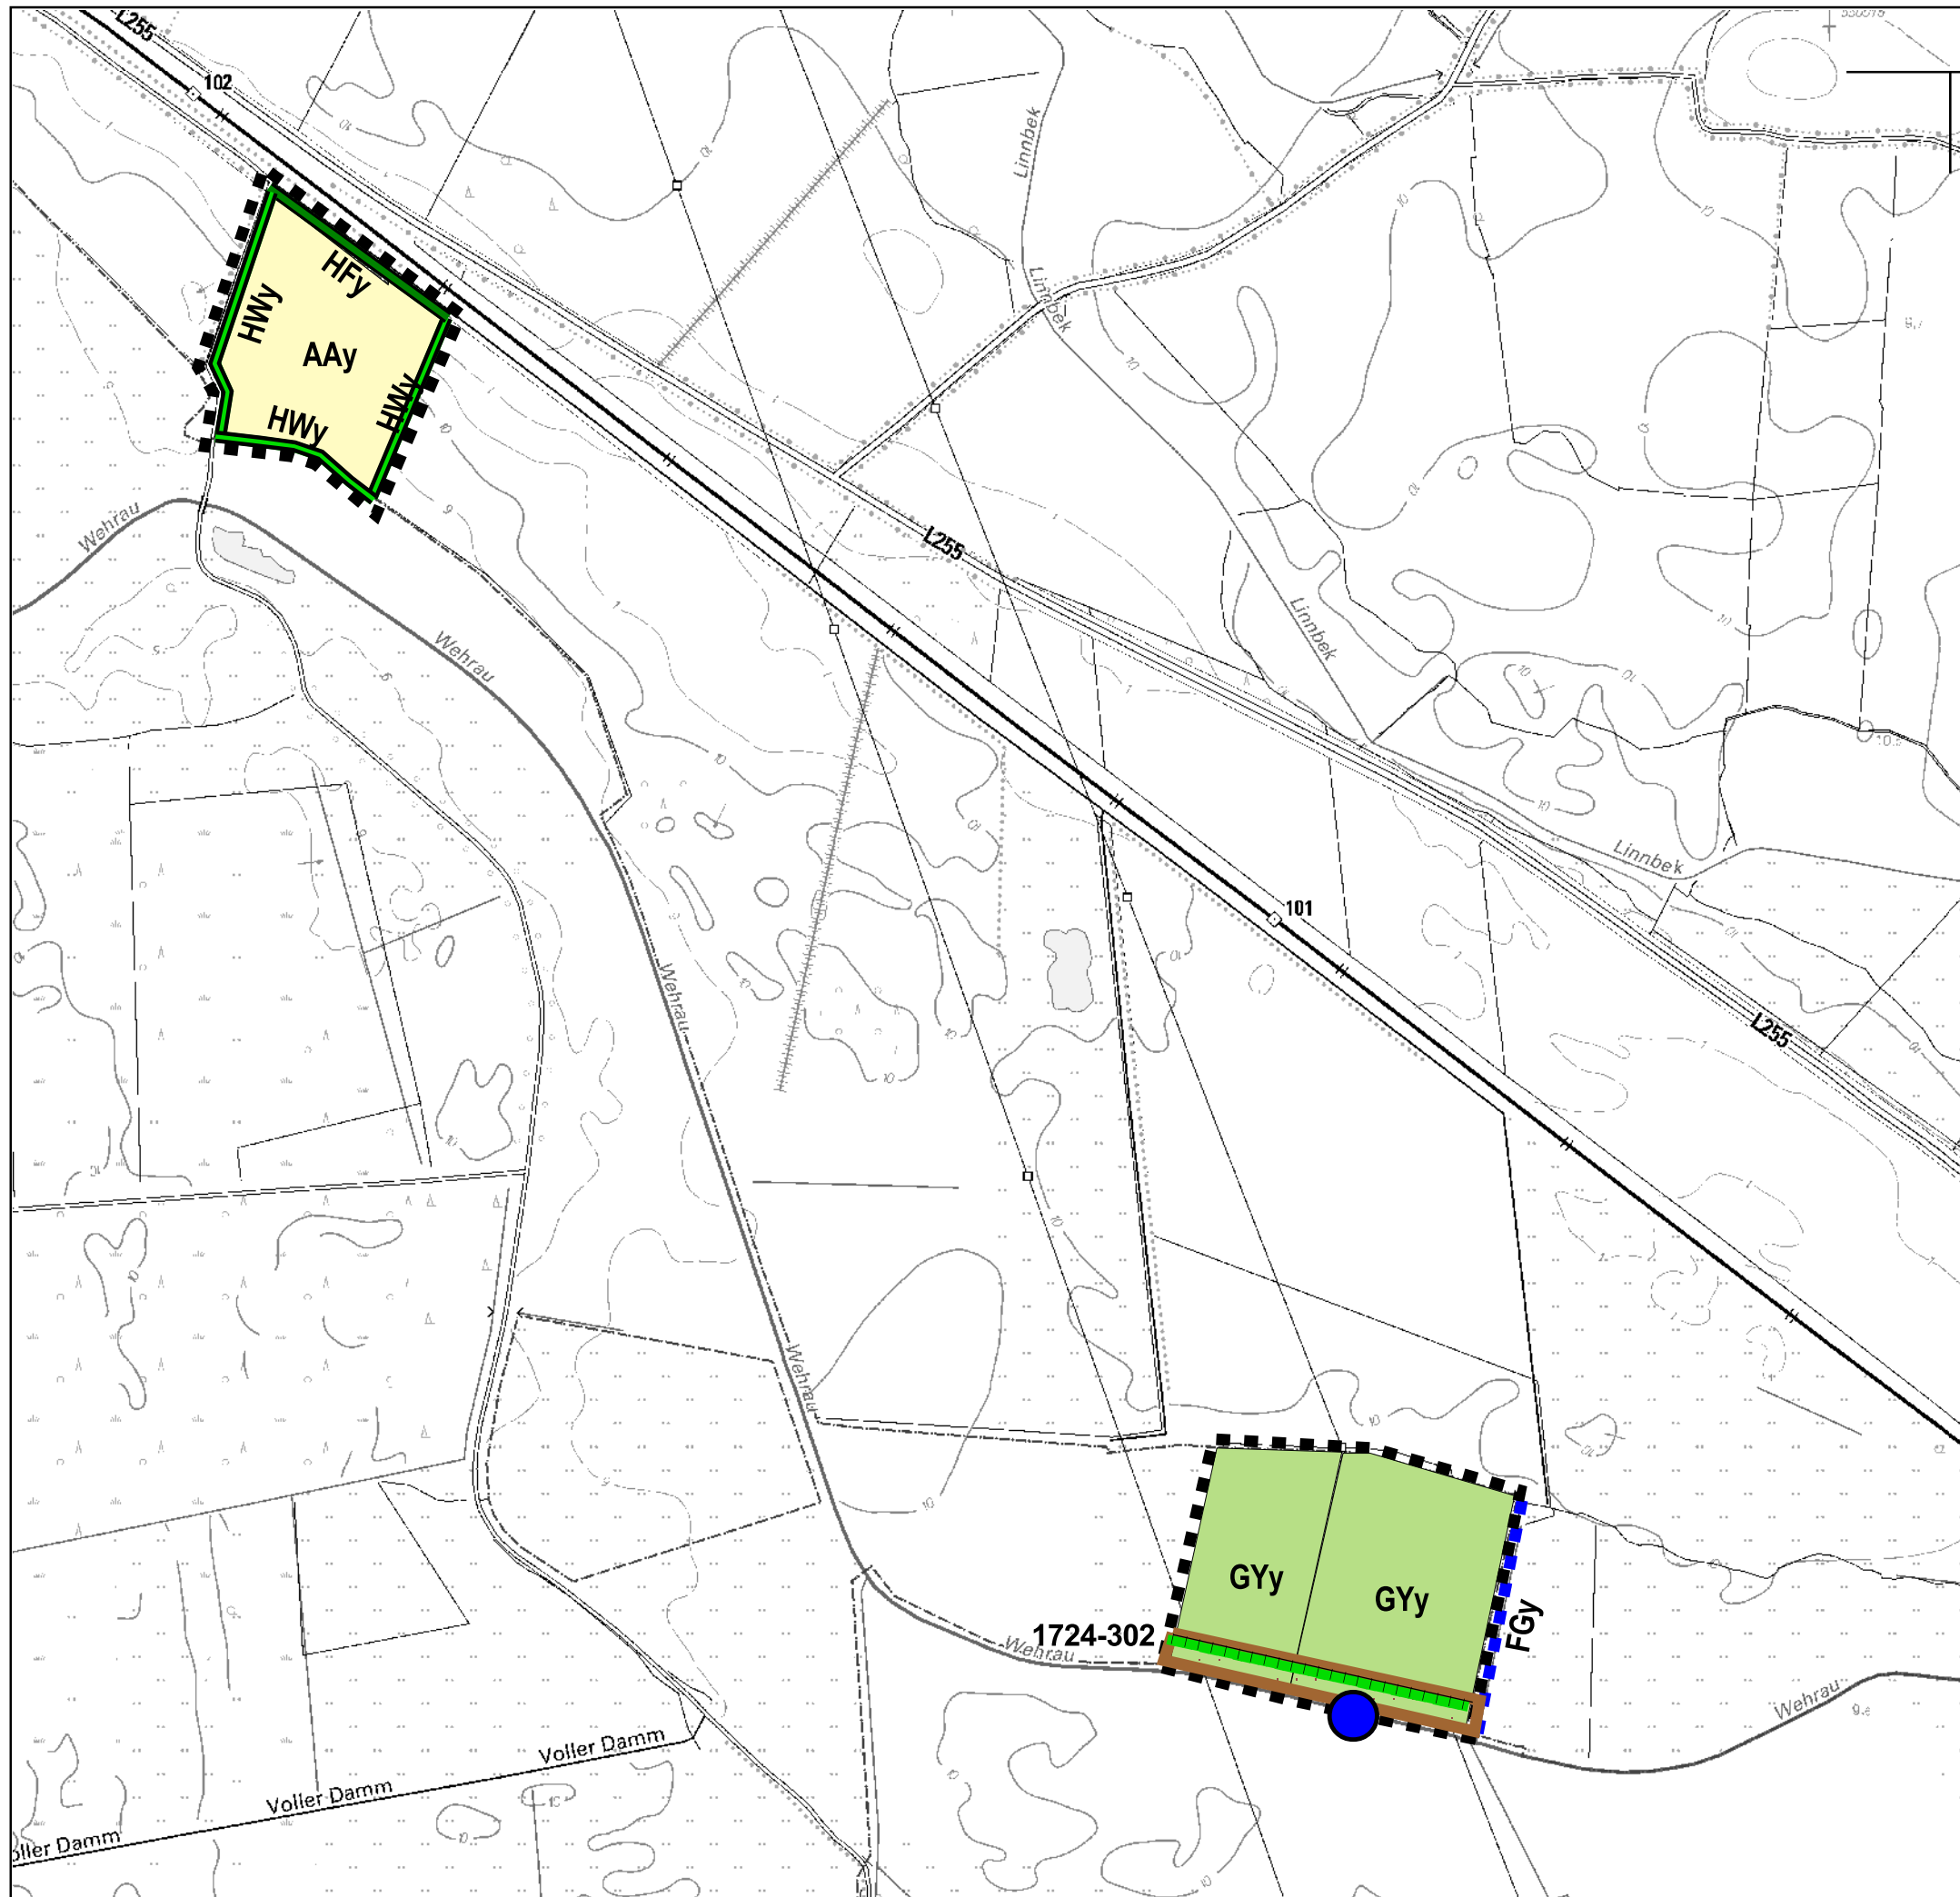 L255
102
Linnbek
HFy
HWy
AAy
HWy
HWy
Linnbek
Wehrau
L255
Linnbek
Wehrau
Linnbek
101
Wehrau
L255
Wehrau
GYy
GYy
FGy
1724-302
Wehrau
Wehrau
Voller Damm
Voller Damm